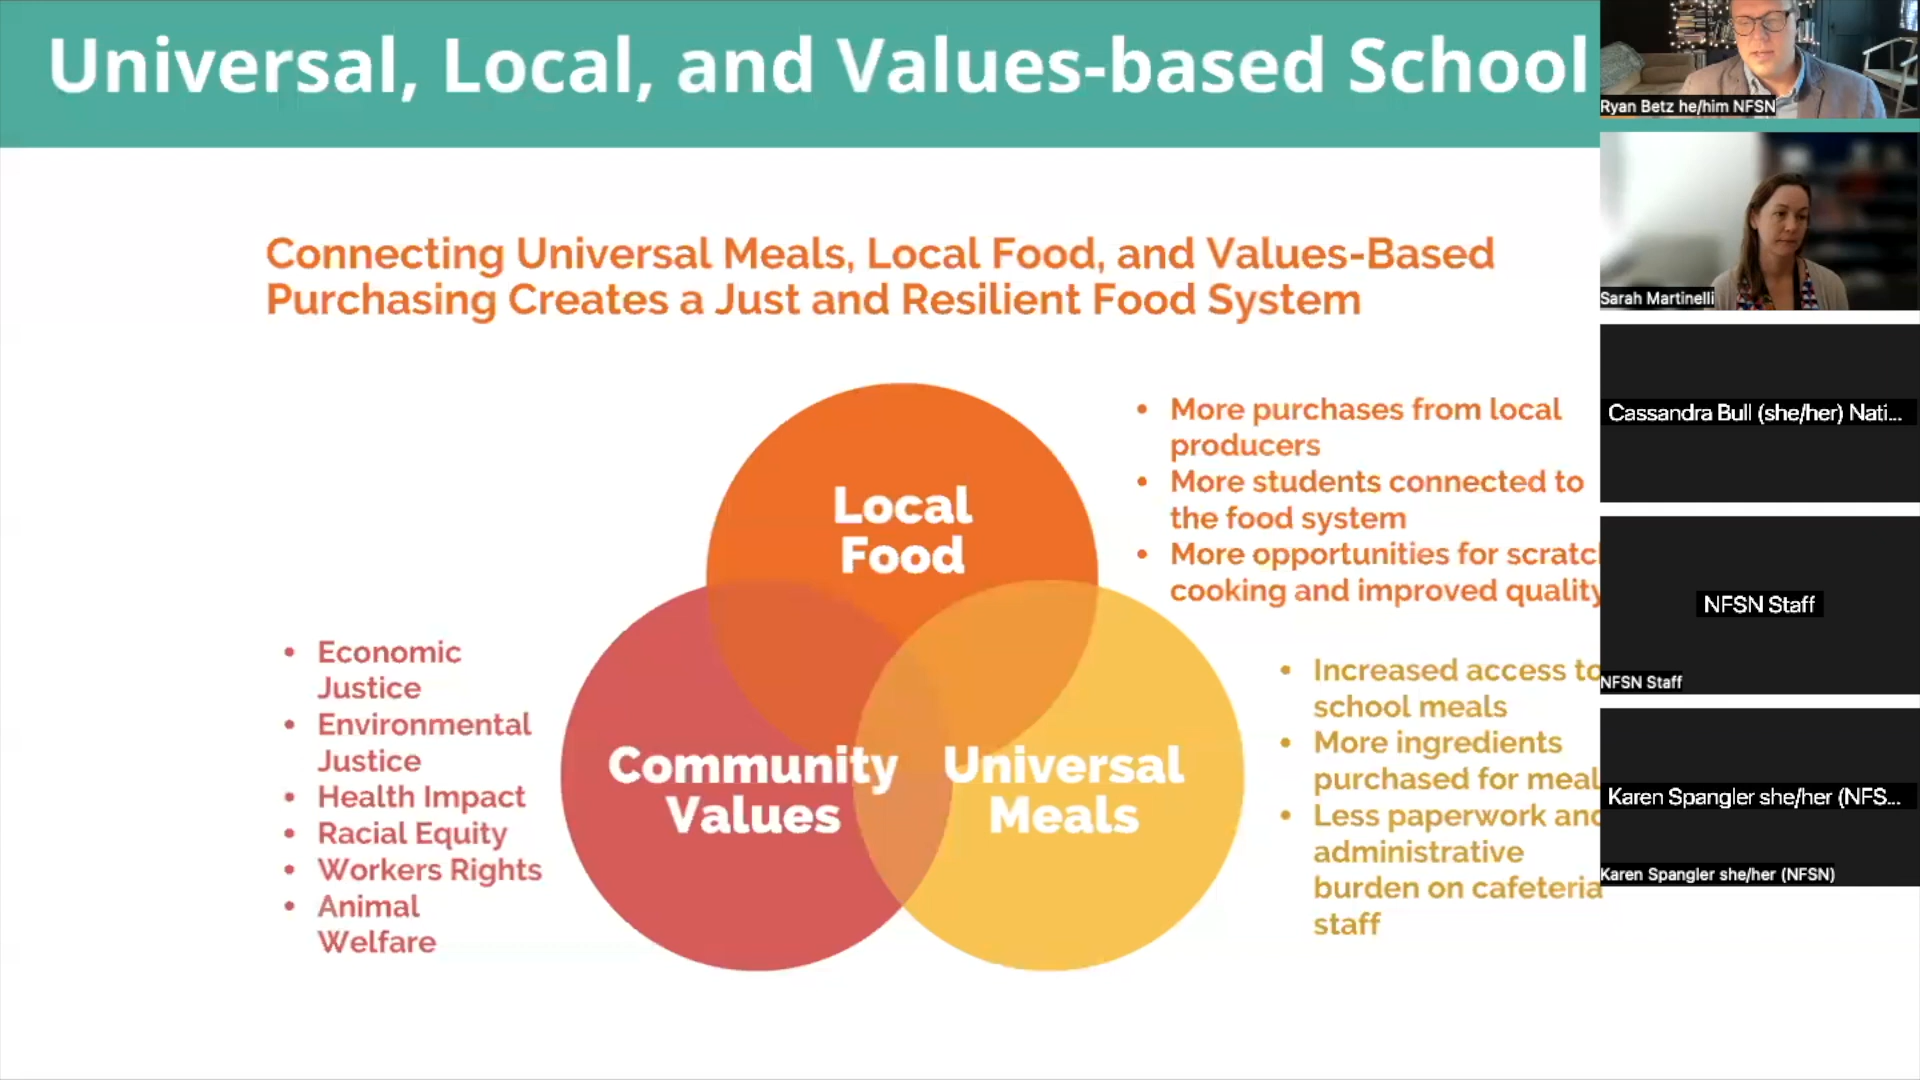 Universal, Local, and Values-based School
Connecting Universal Meals, Local Food, and Values-Based
Purchasing Creates a Just and Resilient Food System
Local
Food
Community
Values
Universal
Meals
• More purchases from local
producers
• More students connected to
the food system
• More opportunities for scratc
cooking and improved quality
• Economic
Justice
• Environmental
Justice
• Health Impact
• Racial Equity
• Workers Rights
• Animal
Welfare
• Increased access to
school meals
• More ingredients
purchased for meal
• Less paperwork and
administrative
burden on cafeteria
staff
Ryan Betz he/him NFSN
Sarah Martinelli
Cassandra Bull (she/her) Nati...
NFSN Staff
NFSN Staff
Karen Spangler she/her (NFS...
Karen Spangler she/her (NFSN)